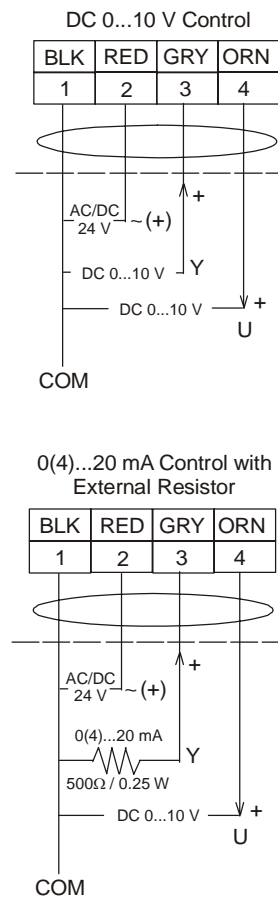 DC 0...10 V Control
BLK RED GRY ORN
1 2 3 4
+
AC/DC
24 V ~(+)
DC 0...10 V Y
DC 0...10 V +
U
COM
0(4)...20 mA Control with
External Resistor
BLK RED GRY ORN
1 2 3 4
+
AC/DC
24 V ~(+)
0(4)...20 mA
Y
500Ω / 0.25 W
DC 0...10 V +
U
COM